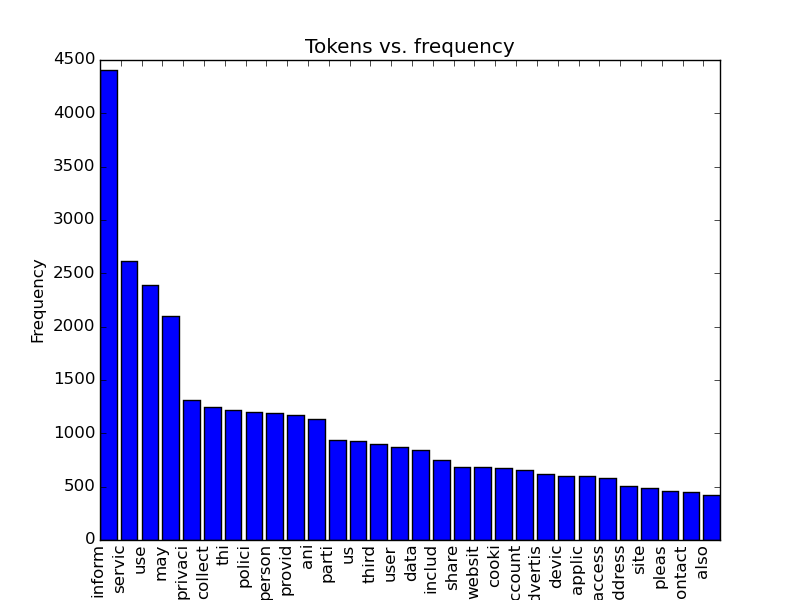 Tokens vs. frequency
4500
4000
3500
3000
2500
2000
1500
1000
500
0
Frequency
inform
servic
use
may
privaci
collect
thi
polici
person
provid
ani
parti
us
third
user
data
includ
share
websit
cooki
ccount
dvertis
devic
applic
access
ddress
site
pleas
ontact
also